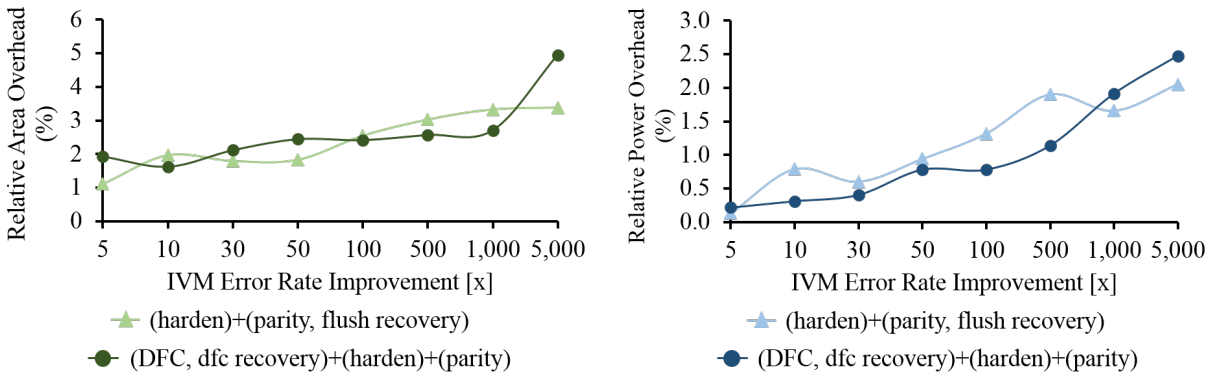 Relative Area Overhead
(%)
6
5
4
3
2
1
0
5 10 30 50 100 500 1,000 5,000
IVM Error Rate Improvement [x]
(harden)+(parity, flush recovery)
(DFC, dfc recovery)+(harden)+(parity)
Relative Power Overhead
(%)
3.0
2.5
2.0
1.5
1.0
0.5
0.0
5 10 30 50 100 500 1,000 5,000
IVM Error Rate Improvement [x]
(harden)+(parity, flush recovery)
(DFC, dfc recovery)+(harden)+(parity)